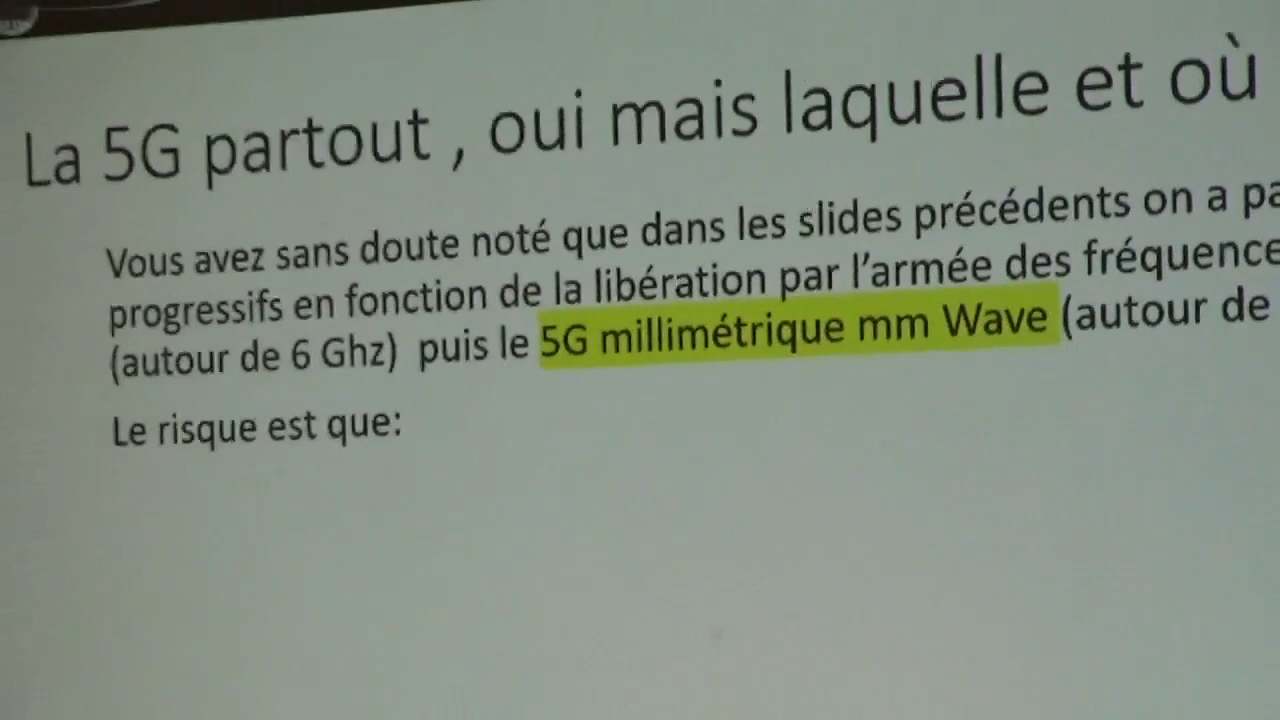 La 5G partout , oui mais laquelle et où
Vous avez sans doute noté que dans les slides précédents on a
progressifs en fonction de la libération par l'armée des
(autour de 6 Ghz) puis le 5G millimétrique mm Wave (autour de
Le risque est que: